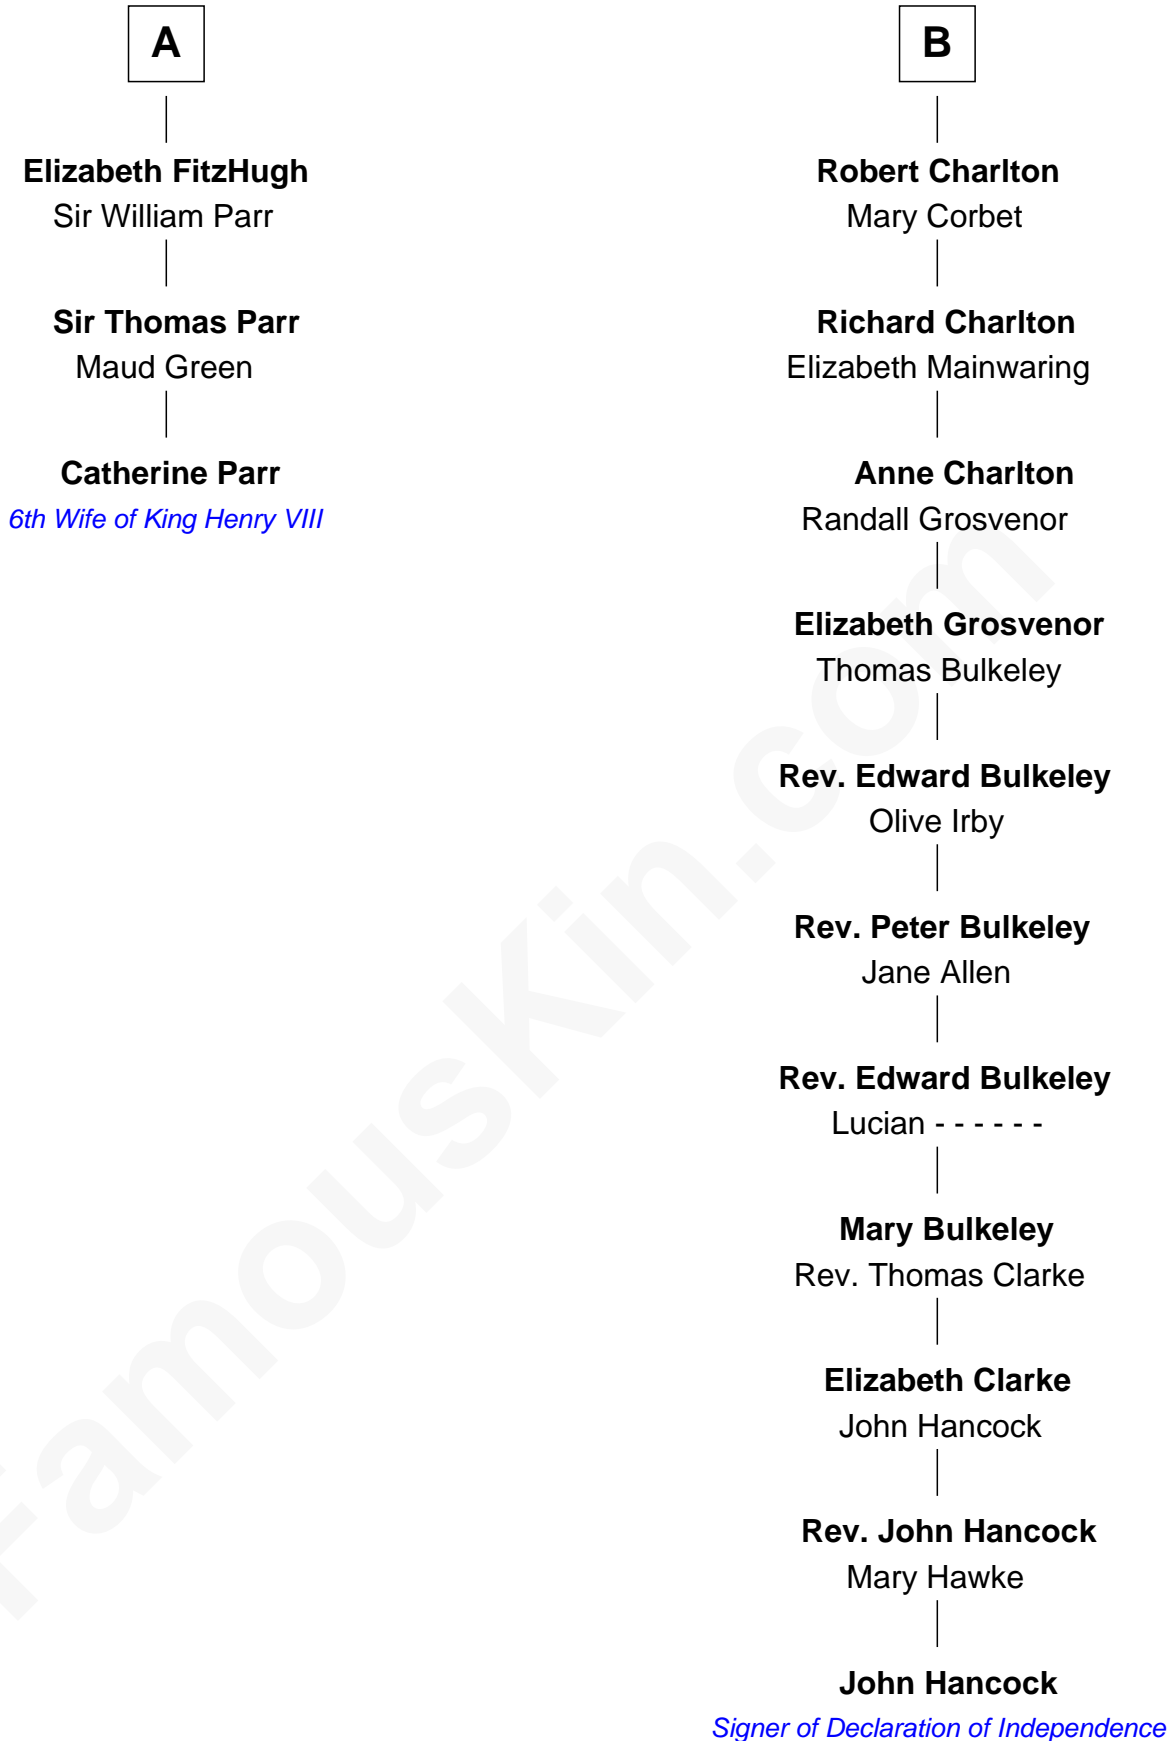 A
Elizabeth FitzHugh
Sir William Parr
Sir Thomas Parr
Maud Green
Catherine Parr
6th Wife of King Henry VIII
B
Robert Charlton
Mary Corbet
Richard Charlton
Elizabeth Mainwaring
Anne Charlton
Randall Grosvenor
Elizabeth Grosvenor
Thomas Bulkeley
Rev. Edward Bulkeley
Olive Irby
Rev. Peter Bulkeley
Jane Allen
Rev. Edward Bulkeley
Lucian - - - - - -
Mary Bulkeley
Rev. Thomas Clarke
Elizabeth Clarke
John Hancock
Rev. John Hancock
Mary Hawke
John Hancock
Signer of Declaration of Independence
FamousKin.com